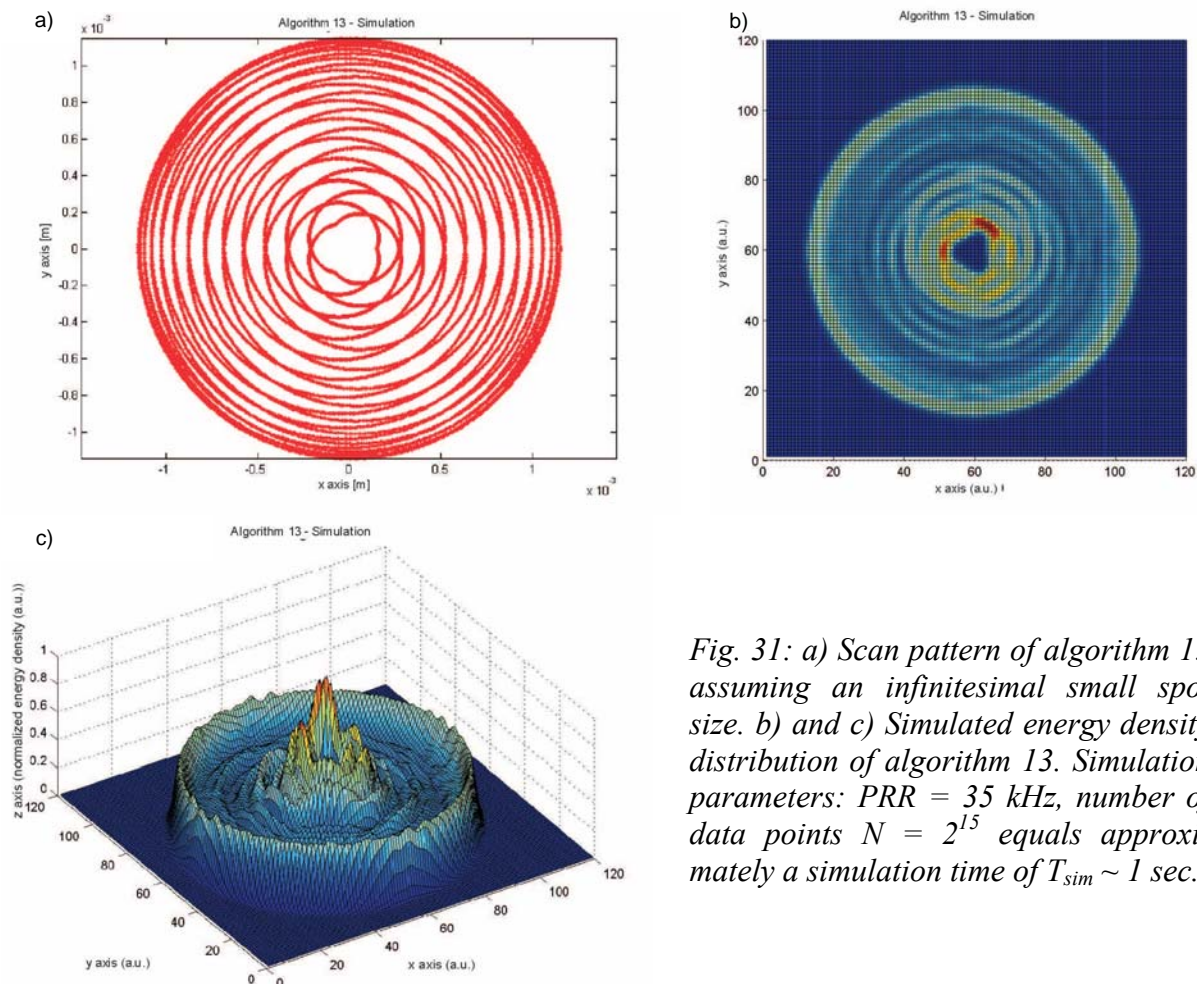 a)
Algorithm 13 - Simulation
x 10⁻³
1
0.8
0.6
0.4
0.2
0
-0.2
-0.4
-0.6
-0.8
-1
y axis [m]
-1 -0.5 0 0.5 1
x axis [m]
x 10⁻³
b)
Algorithm 13 - Simulation
120
100
80
60
40
20
0
y axis (a.u.)
0 20 40 60 80 100 120
x axis (a.u.)
c)
Algorithm 13 - Simulation
z axis (normalized energy density (a.u.))
1
0.8
0.6
0.4
0.2
0
120
100
80
60
40
20
0
y axis (a.u.)
0
20
40
60
80
100
120
x axis (a.u.)
Fig. 31: a) Scan pattern of algorithm 1
assuming an infinitesimal small spo
size. b) and c) Simulated energy density
distribution of algorithm 13. Simulation
parameters: PRR = 35 kHz, number o
data points N = 2¹⁵ equals approxi
mately a simulation time of T_sim ~ 1 sec.